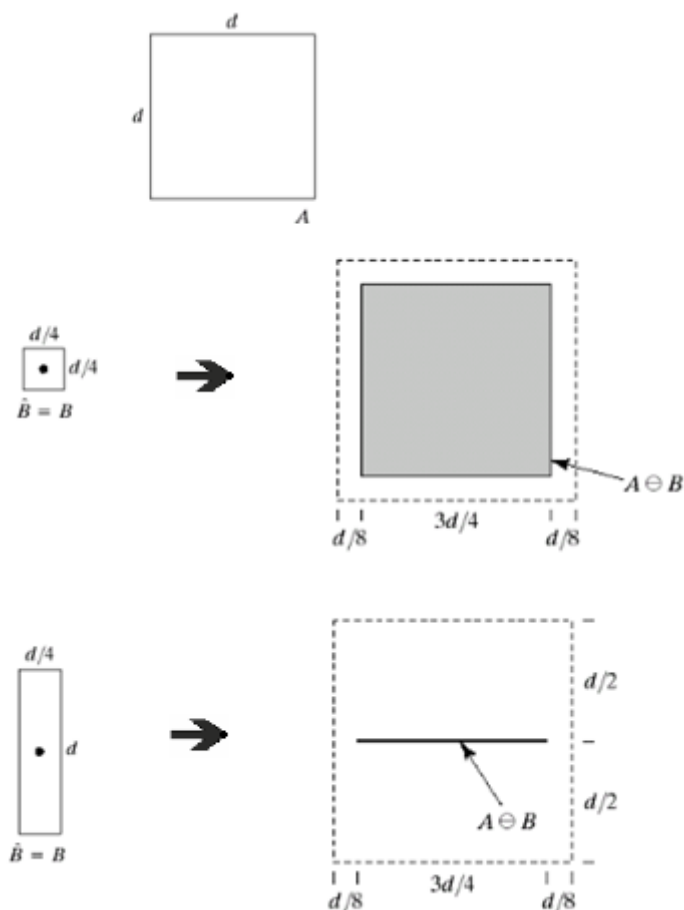 d
d
A
d/4
d/4
B̂ = B
A ⊖ B
3d/4
d/8
d/8
d/4
d
B̂ = B
d/2
d/2
A ⊖ B
3d/4
d/8
d/8